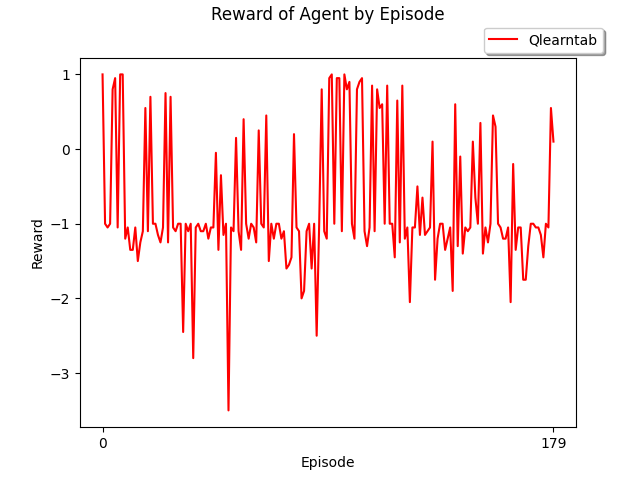 Reward of Agent by Episode
Qlearntab
1
0
−1
−2
−3
Reward
0
179
Episode